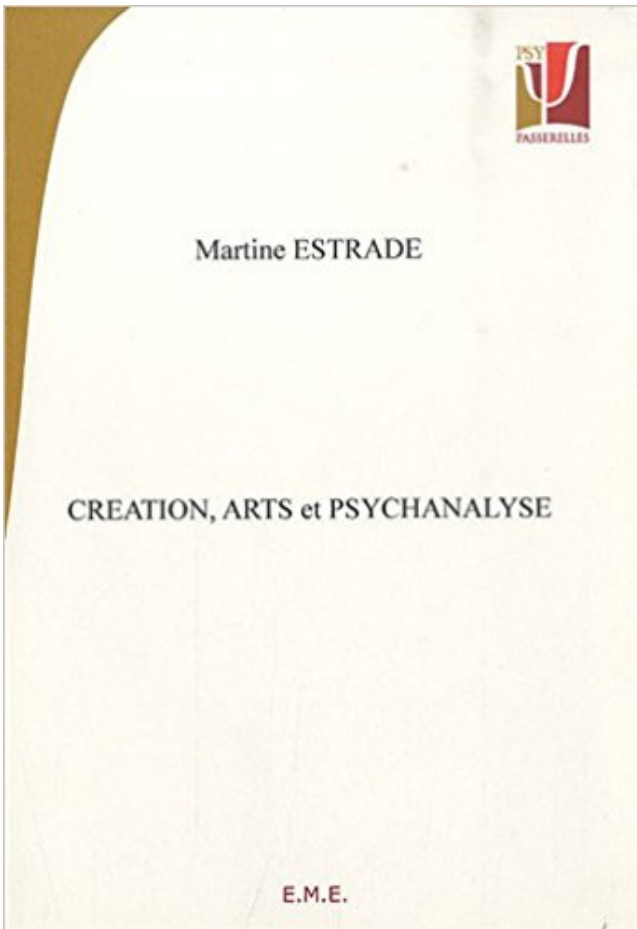 PSY
PASSERELLES
Martine ESTRADE
CREATION, ARTS et PSYCHANALYSE
E.M.E.